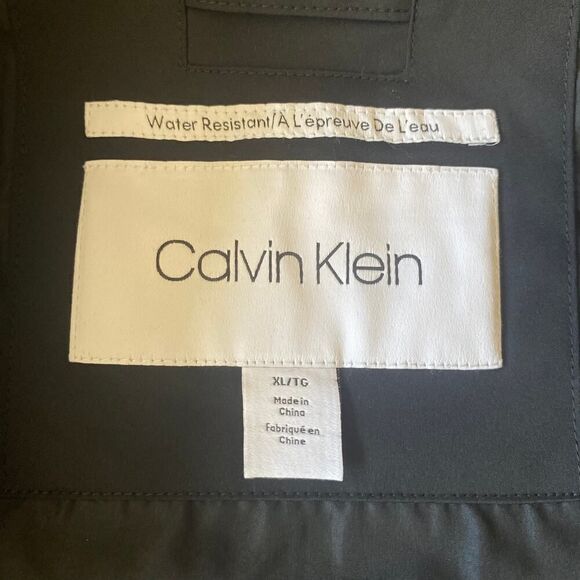 Water Resistant/A L'épreuve De L'eau
Calvin Klein
XL/TG
Made in
China
Fabriqué en
Chine